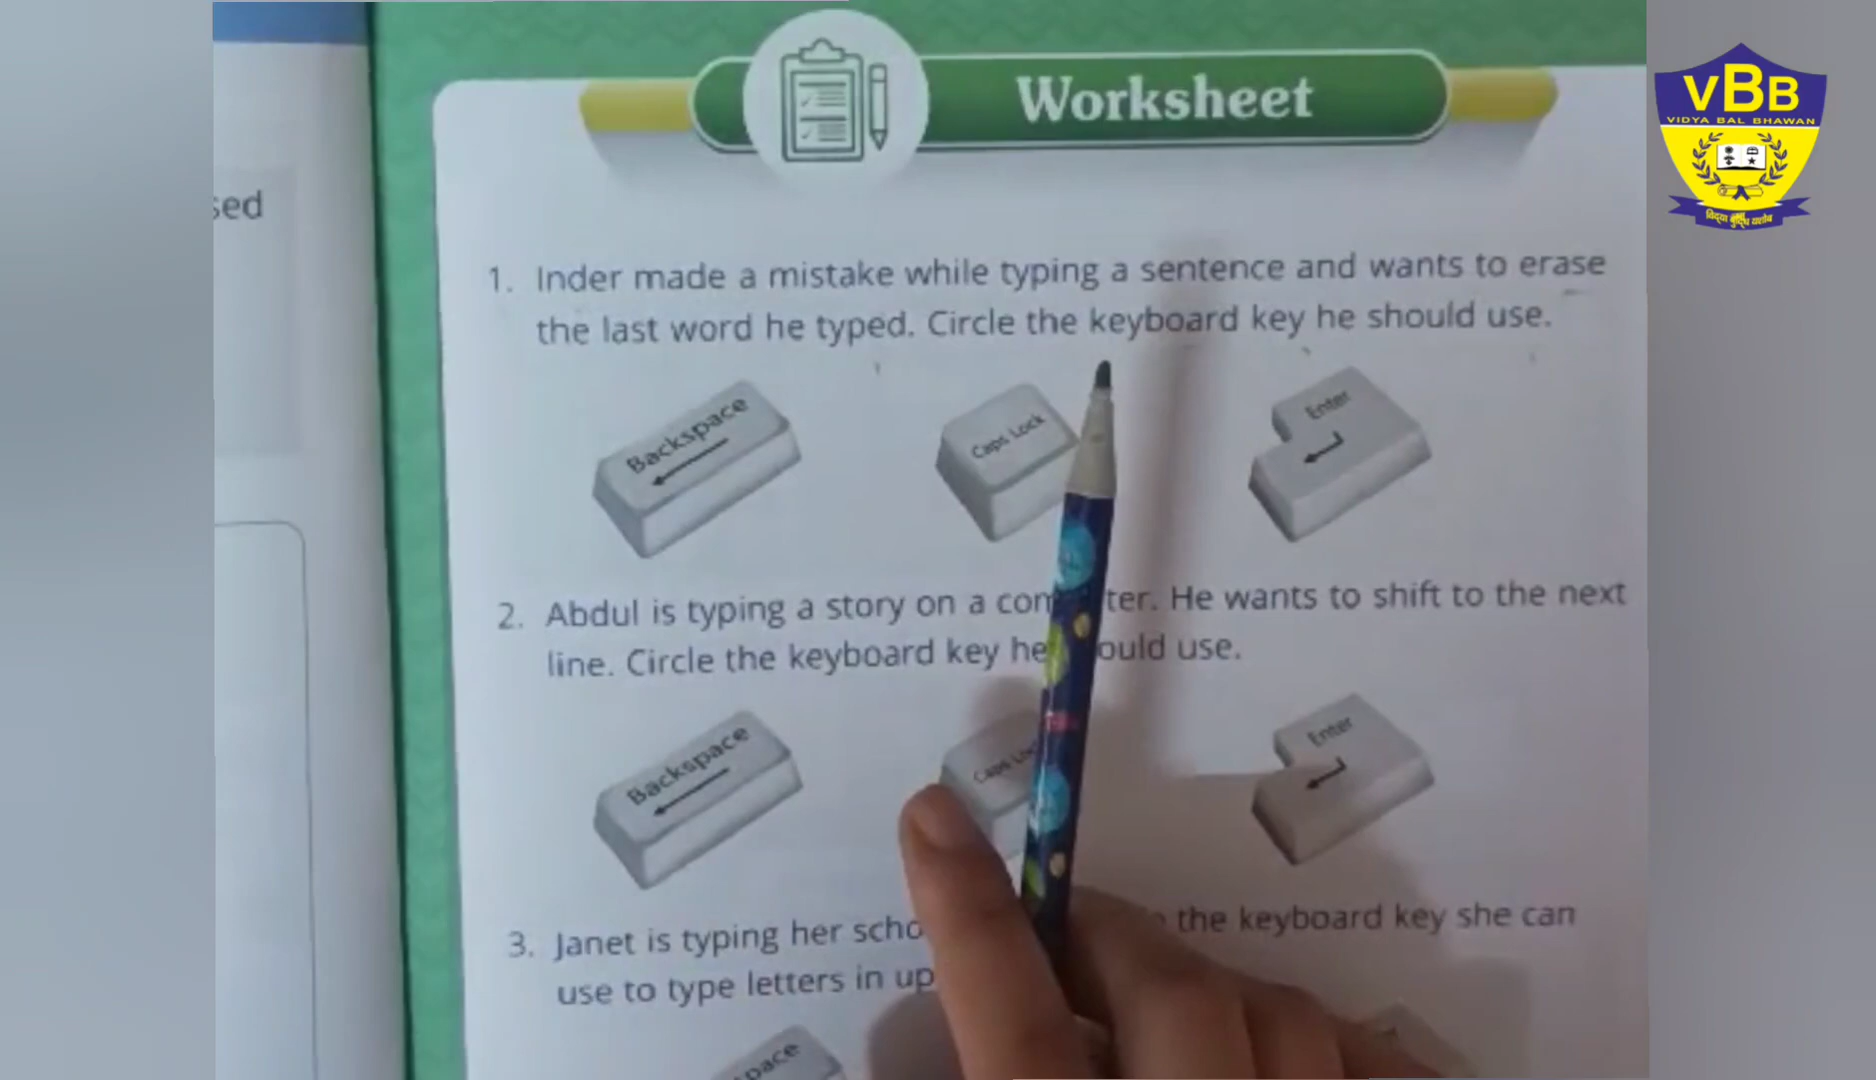 Worksheet
VBB
VIDYA BAL BHAWAN
sed
1. Inder made a mistake while typing a sentence and wants to erase
the last word he typed. Circle the keyboard key he should use.
Backspace
Caps Lock
Enter
2. Abdul is typing a story on a com ter. He wants to shift to the next
line. Circle the keyboard key he ould use.
Backspace
Caps Loc
Enter
3. Janet is typing her scho the keyboard key she can
use to type letters in up
pace